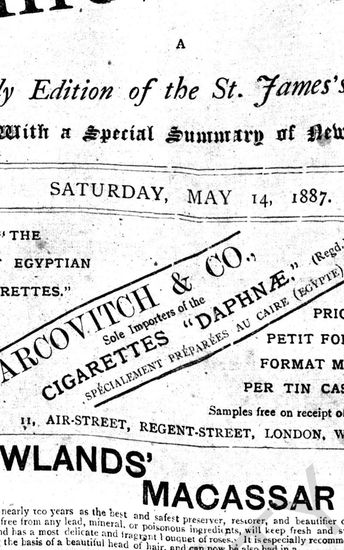 A
ly Edition of the St. James's
With a Special Summary of New
SATURDAY, MAY 14, 1887.
"THE
EGYPTIAN
ARETTES."
ARCOVITCH & CO.,
Sole Importers of the
CIGARETTES "DAPHNÆ." (Regd.
SPÉCIALEMENT PRÉPARÉES AU CAIRE (EGYPTE)
PRIC
PETIT FOR
FORMAT M
PER TIN CAS
Samples free on receipt of
11, AIR-STREET, REGENT-STREET, LONDON, W
WLANDS'
MACASSAR
nearly 100 years as the best and safest preserver, restorer, and beautifier
free from any lead, mineral, or poisonous ingredients, will keep fresh and
nd has a most delicate and fragrant bouquet of roses. It is especially recomm
the basis of a beautiful head of hair, and can now be also had in a